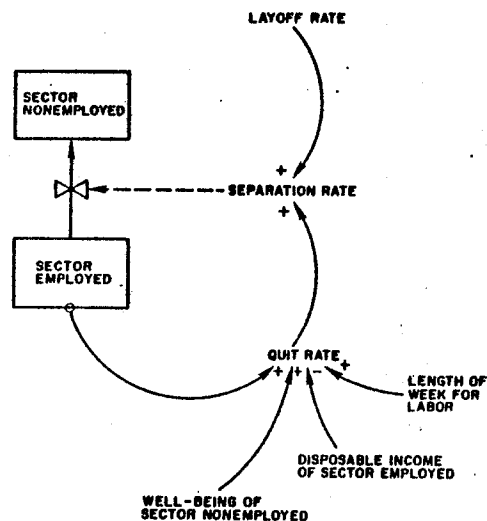 LAYOFF RATE
SECTOR
NONEMPLOYED
+
SEPARATION RATE
+
SECTOR
EMPLOYED
QUIT RATE
+ + − +
LENGTH OF
WEEK FOR
LABOR
DISPOSABLE INCOME
OF SECTOR EMPLOYED
WELL-BEING OF
SECTOR NONEMPLOYED